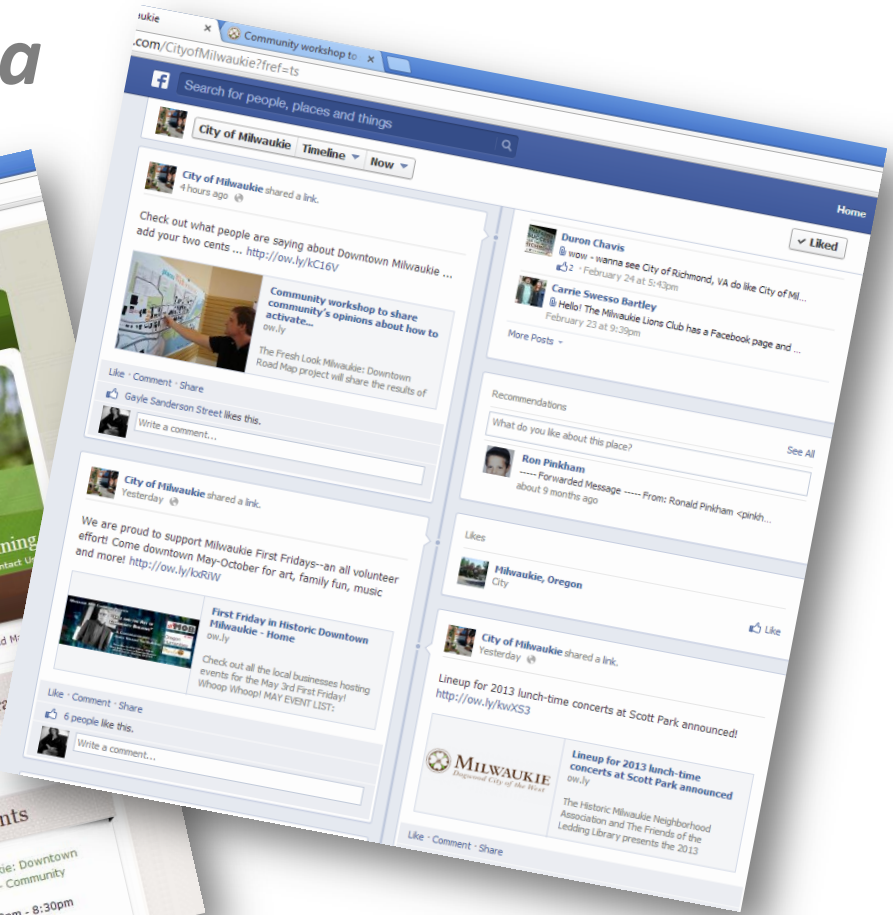 a
aukie
Community workshop to
.com/CityofMilwaukie?fref=ts
Search for people, places and things
Home
City of Milwaukie
Timeline
Now
Liked
City of Milwaukie shared a link.
4 hours ago
Check out what people are saying about Downtown Milwaukie ...
add your two cents ... http://ow.ly/kC16V
Community workshop to share
community's opinions about how to
activate...
ow.ly
The Fresh Look Milwaukie: Downtown
Road Map project will share the results of
Like · Comment · Share
Gayle Sanderson Street likes this.
Write a comment...
City of Milwaukie shared a link.
Yesterday
We are proud to support Milwaukie First Fridays--an all volunteer
effort! Come downtown May-October for art, family fun, music
and more! http://ow.ly/kxRiW
First Friday in Historic Downtown
Milwaukie - Home
ow.ly
Check out all the local businesses hosting
events for the May 3rd First Friday!
Whoop Whoop! MAY EVENT LIST:
Like · Comment · Share
6 people like this.
Write a comment...
Duron Chavis
wow - wanna see City of Richmond, VA do like City of Mil...
2 · February 24 at 5:43pm
Carrie Swesso Bartley
Hello! The Milwaukie Lions Club has a Facebook page and ...
February 23 at 9:39pm
More Posts
Recommendations
See All
What do you like about this place?
Ron Pinkham
----- Forwarded Message ----- From: Ronald Pinkham <pinkh...
about 9 months ago
Likes
Milwaukie, Oregon
City
Like
City of Milwaukie shared a link.
Yesterday
Lineup for 2013 lunch-time concerts at Scott Park announced!
http://ow.ly/kwXS3
MILWAUKIE
Dogwood City of the West
Lineup for 2013 lunch-time
concerts at Scott Park announced
ow.ly
The Historic Milwaukie Neighborhood
Association and The Friends of the
Ledding Library presents the 2013
Like · Comment · Share
ning
ntact Us
d M
nts
kie: Downtown
- Community
pm - 8:30pm